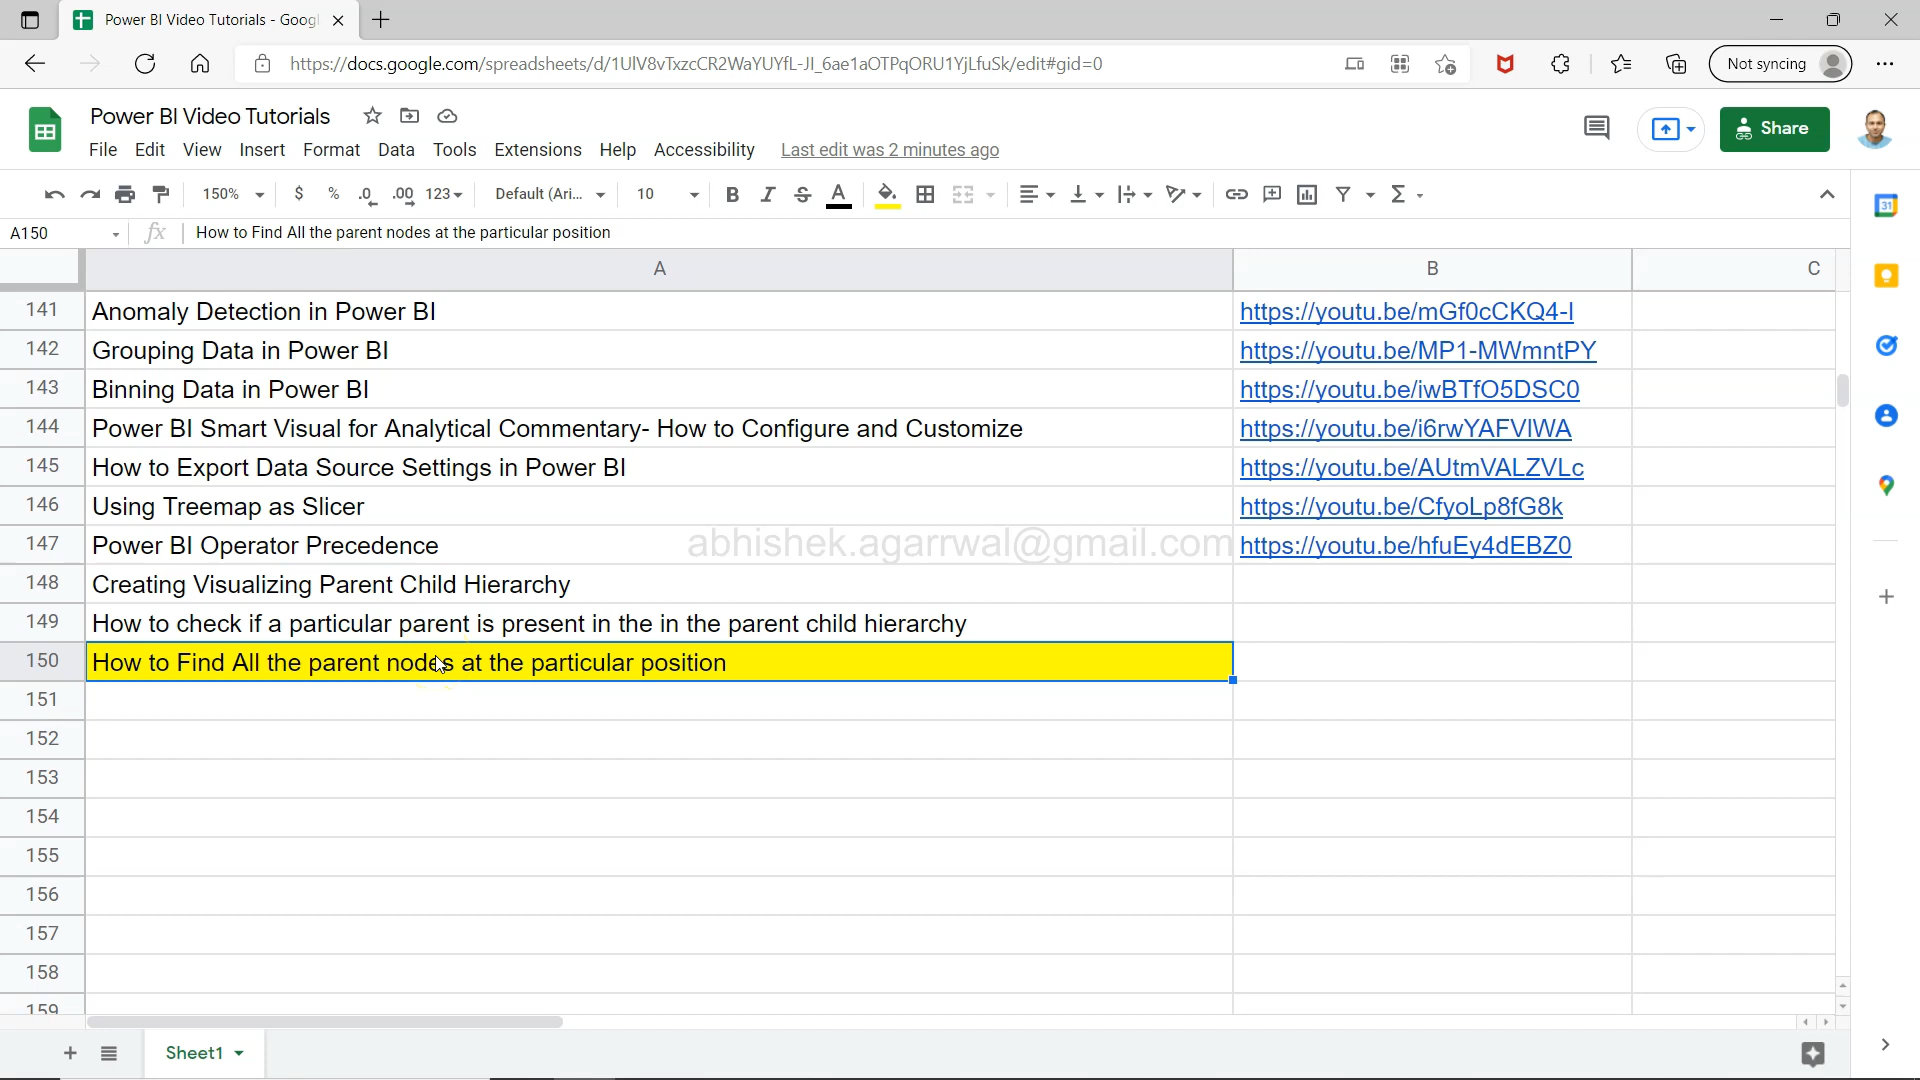 Power BI Video Tutorials - Googl
https://docs.google.com/spreadsheets/d/1UlV8vTxzcCR2WaYUYfL-JI_6ae1aOTPqORU1YjLfuSk/edit#gid=0
Not syncing
Power BI Video Tutorials
File Edit View Insert Format Data Tools Extensions Help Accessibility Last edit was 2 minutes ago
Share
150% $ % .0 .00 123 Default (Ari... 10 B I S A Σ
A150 fx How to Find All the parent nodes at the particular position
31
A B C
141 Anomaly Detection in Power BI https://youtu.be/mGf0cCKQ4-I
142 Grouping Data in Power BI https://youtu.be/MP1-MWmntPY
143 Binning Data in Power BI https://youtu.be/iwBTfO5DSC0
144 Power BI Smart Visual for Analytical Commentary- How to Configure and Customize https://youtu.be/i6rwYAFVIWA
145 How to Export Data Source Settings in Power BI https://youtu.be/AUtmVALZVLc
146 Using Treemap as Slicer https://youtu.be/CfyoLp8fG8k
147 Power BI Operator Precedence abhishek.agarrwal@gmail.com https://youtu.be/hfuEy4dEBZ0
148 Creating Visualizing Parent Child Hierarchy
149 How to check if a particular parent is present in the in the parent child hierarchy
150 How to Find All the parent nodes at the particular position
151
152
153
154
155
156
157
158
159
Sheet1